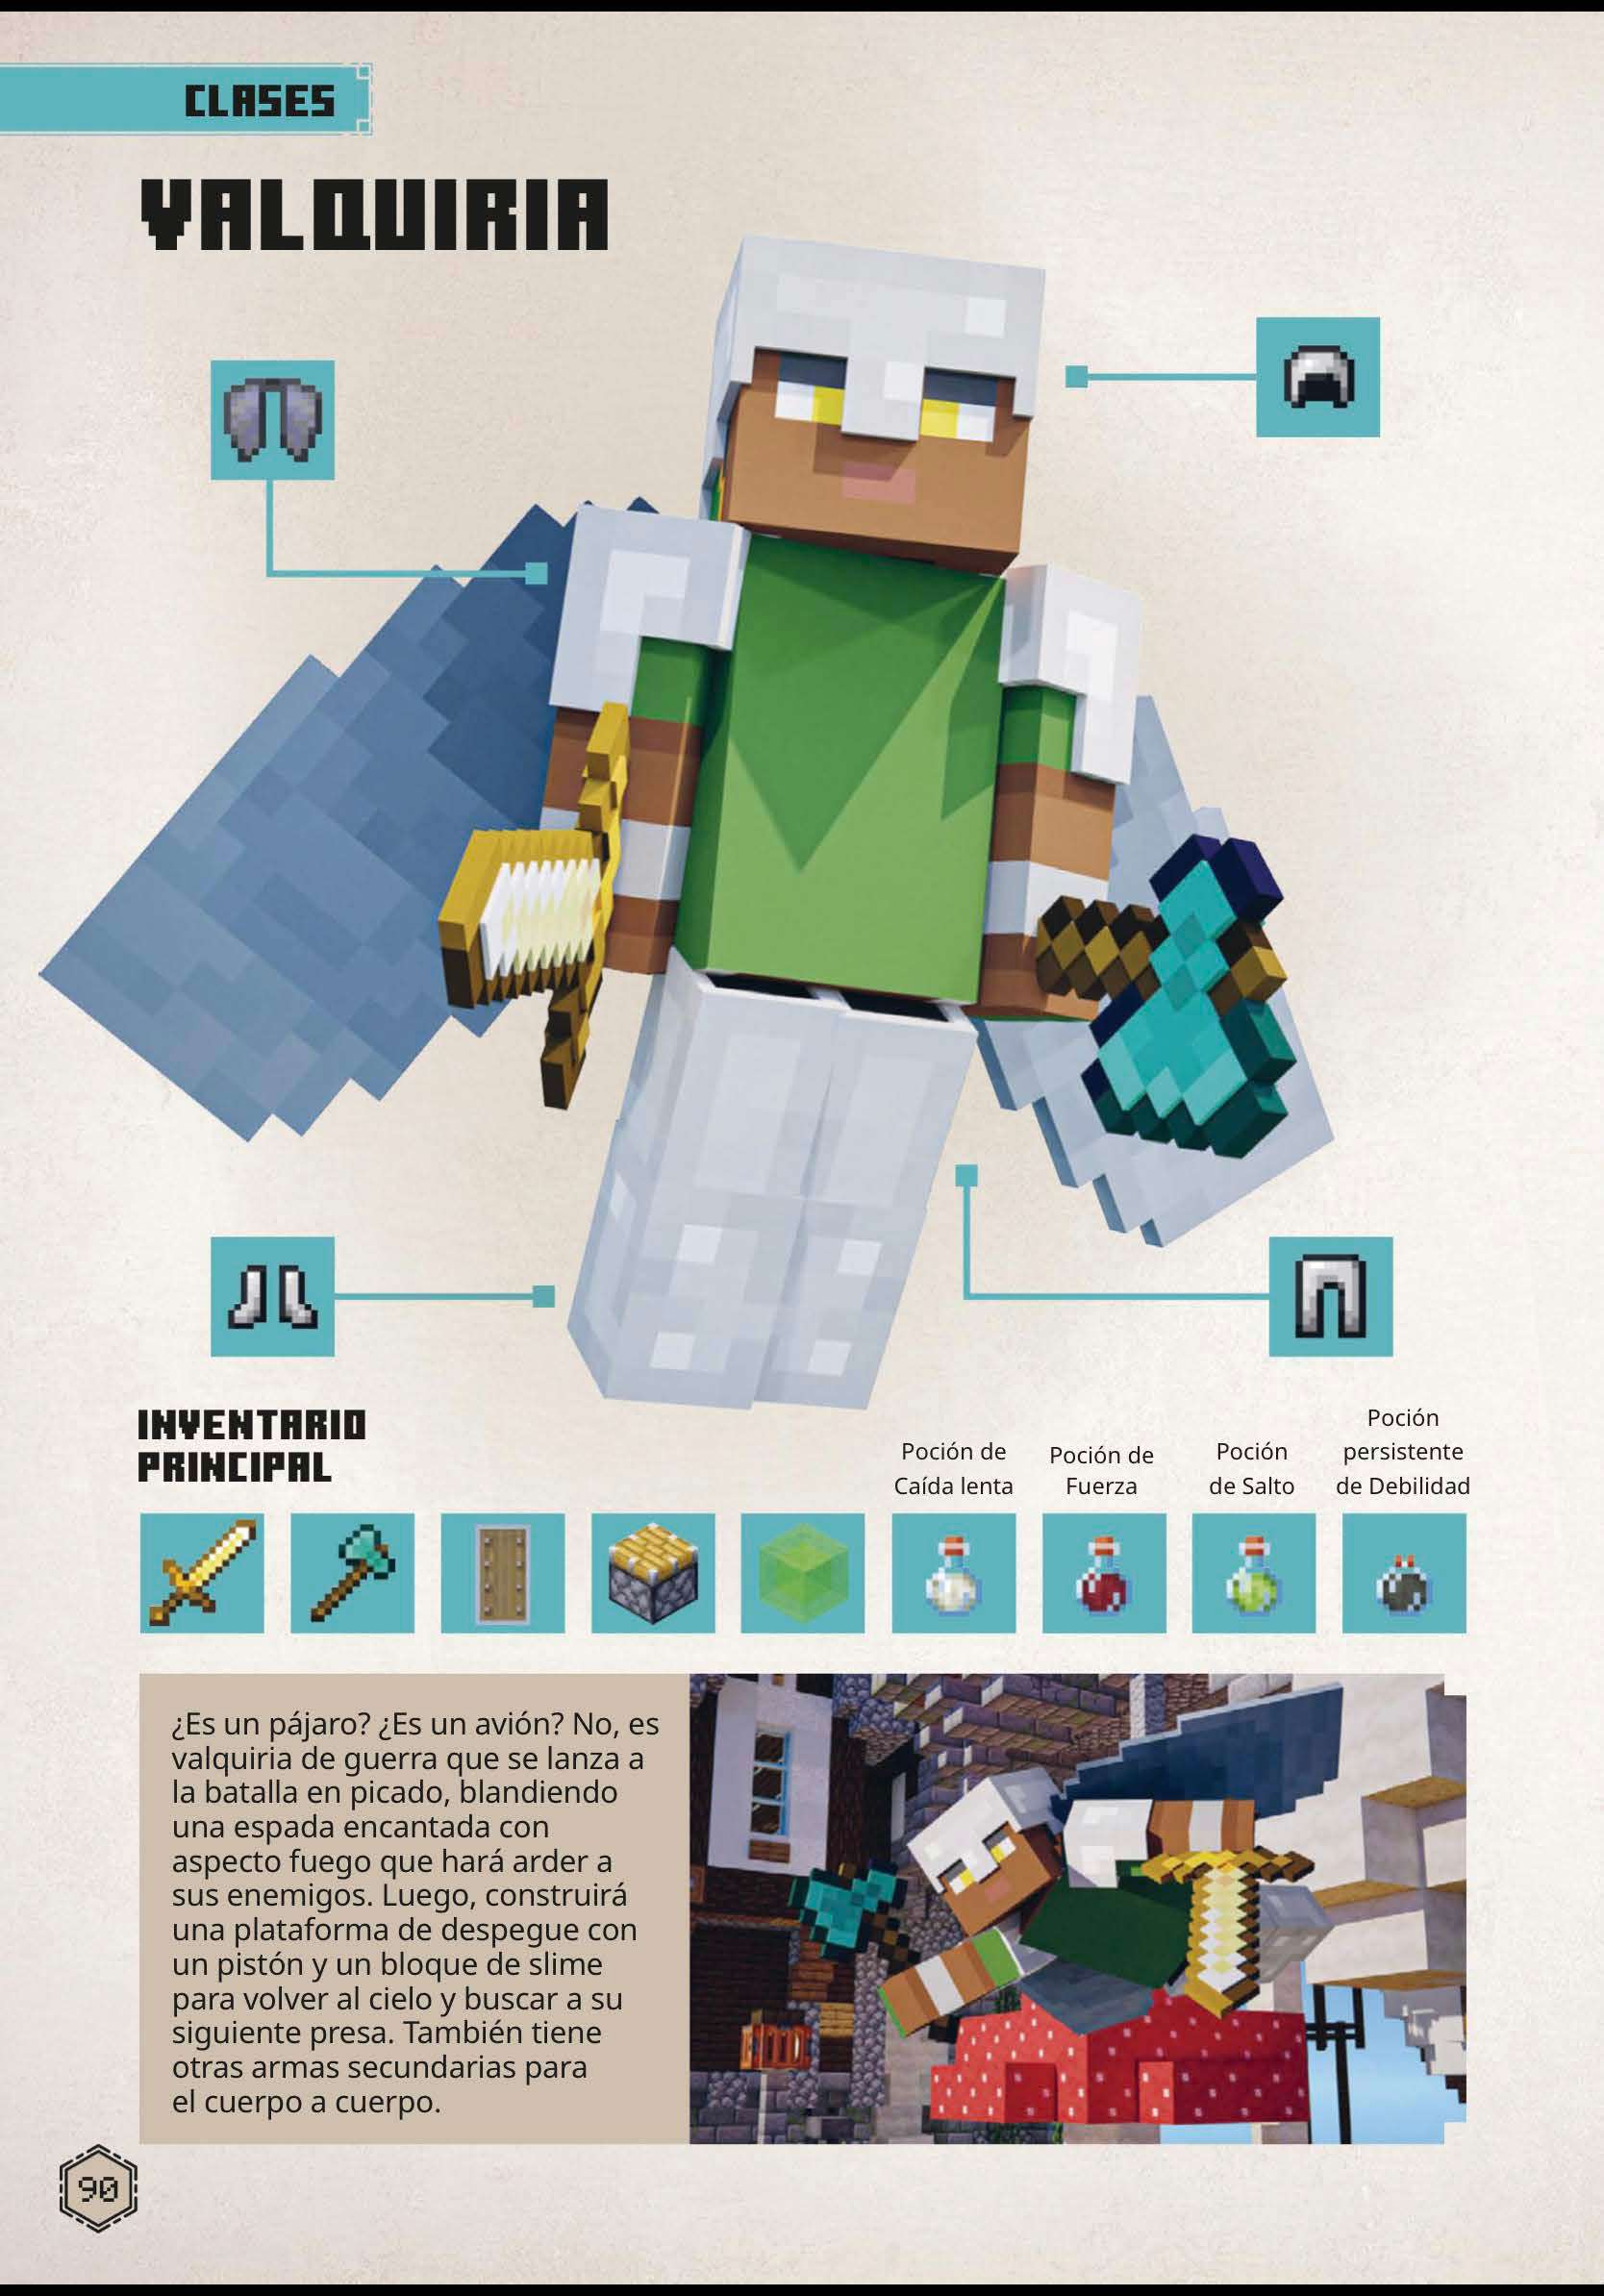 CLASES
VALQUIRIA
INVENTARIO
PRINCIPAL
Poción de
Caída lenta
Poción de
Fuerza
Poción
de Salto
Poción
persistente
de Debilidad
¿Es un pájaro? ¿Es un avión? No, es
valquiria de guerra que se lanza a
la batalla en picado, blandiendo
una espada encantada con
aspecto fuego que hará arder a
sus enemigos. Luego, construirá
una plataforma de despegue con
un pistón y un bloque de slime
para volver al cielo y buscar a su
siguiente presa. También tiene
otras armas secundarias para
el cuerpo a cuerpo.
90